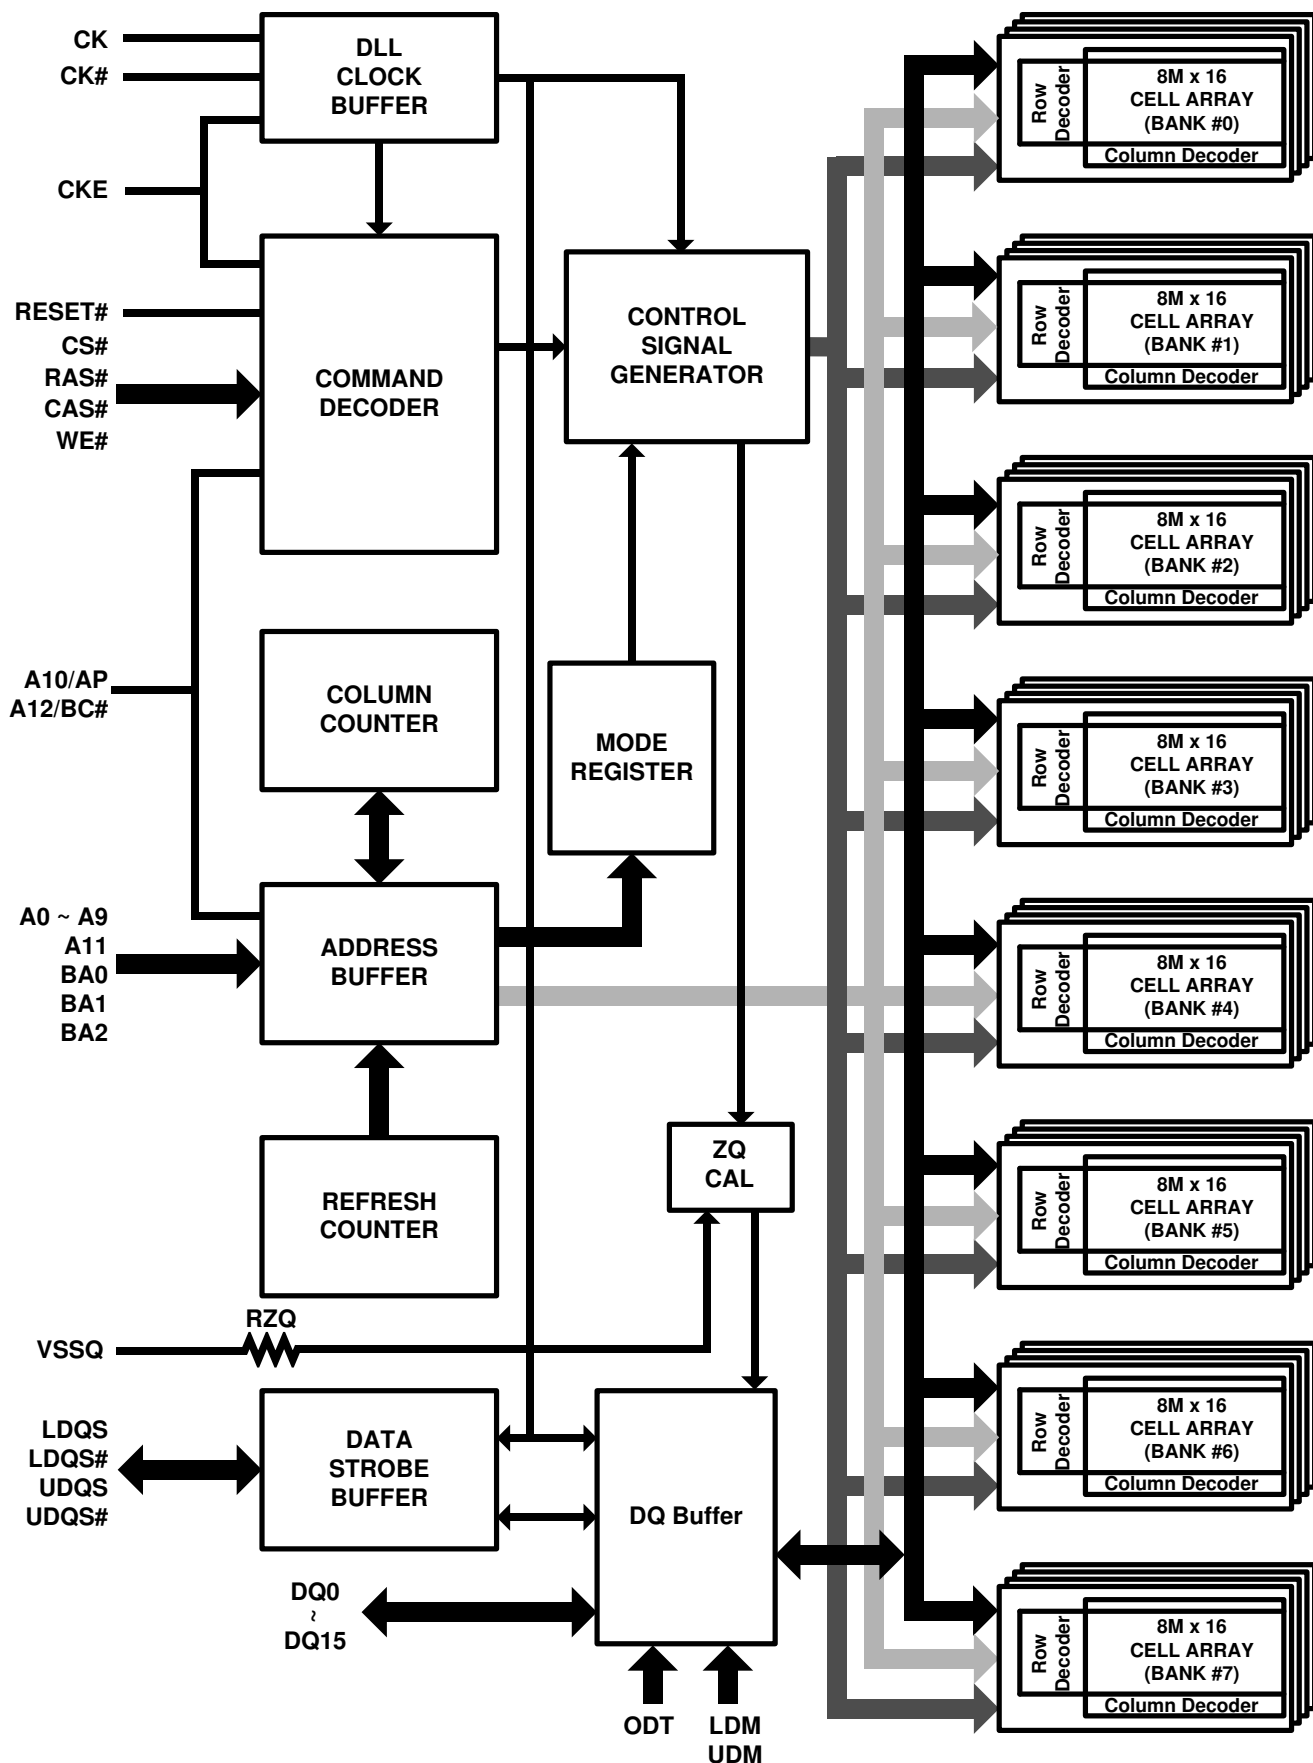 CK
CK#
CKE
RESET#
CS#
RAS#
CAS#
WE#
A10/AP
A12/BC#
A0 ~ A9
A11
BA0
BA1
BA2
VSSQ
RZQ
LDQS
LDQS#
UDQS
UDQS#
DQ0
~
DQ15
DLL
CLOCK
BUFFER
COMMAND
DECODER
COLUMN
COUNTER
ADDRESS
BUFFER
REFRESH
COUNTER
DATA
STROBE
BUFFER
CONTROL
SIGNAL
GENERATOR
MODE
REGISTER
ZQ
CAL
DQ Buffer
ODT
LDM
UDM
Row
Decoder
8M x 16
CELL ARRAY
(BANK #0)
Column Decoder
Row
Decoder
8M x 16
CELL ARRAY
(BANK #1)
Column Decoder
Row
Decoder
8M x 16
CELL ARRAY
(BANK #2)
Column Decoder
Row
Decoder
8M x 16
CELL ARRAY
(BANK #3)
Column Decoder
Row
Decoder
8M x 16
CELL ARRAY
(BANK #4)
Column Decoder
Row
Decoder
8M x 16
CELL ARRAY
(BANK #5)
Column Decoder
Row
Decoder
8M x 16
CELL ARRAY
(BANK #6)
Column Decoder
Row
Decoder
8M x 16
CELL ARRAY
(BANK #7)
Column Decoder